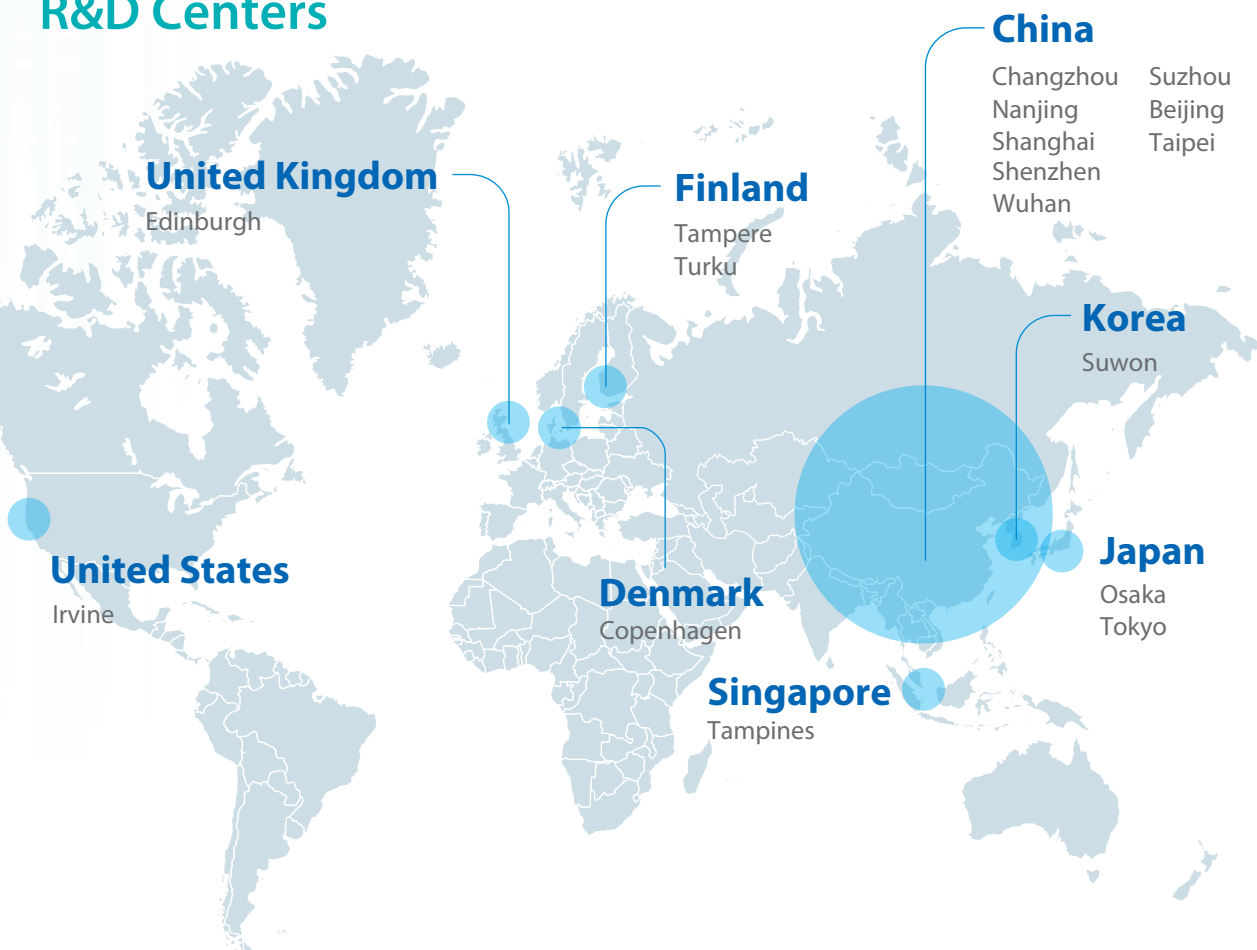 R&D Centers
China
Changzhou
Nanjing
Shanghai
Shenzhen
Wuhan
Suzhou
Beijing
Taipei
United Kingdom
Edinburgh
Finland
Tampere
Turku
Korea
Suwon
United States
Irvine
Denmark
Copenhagen
Japan
Osaka
Tokyo
Singapore
Tampines